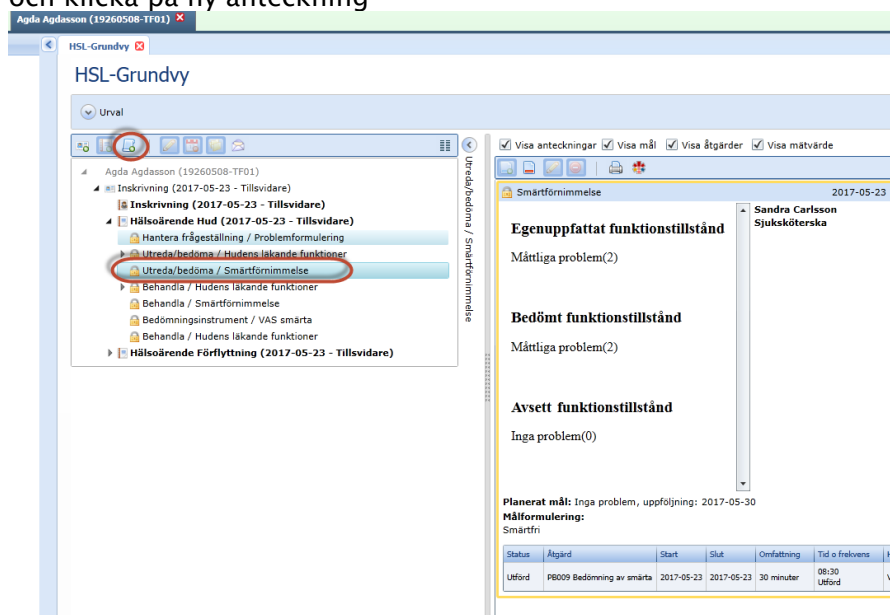 och klicka på ny anteckning
Agda Agdasson (19260508-TF01)
HSL-Grundvy
HSL-Grundvy
Urval
Agda Agdasson (19260508-TF01)
Inskrivning (2017-05-23 - Tillsvidare)
Inskrivning (2017-05-23 - Tillsvidare)
Hälsoärende Hud (2017-05-23 - Tillsvidare)
Hantera frågeställning / Problemformulering
Utreda/bedöma / Hudens läkande funktioner
Utreda/bedöma / Smärtförnimmelse
Behandla / Hudens läkande funktioner
Behandla / Smärtförnimmelse
Bedömningsinstrument / VAS smärta
Behandla / Hudens läkande funktioner
Hälsoärende Förflyttning (2017-05-23 - Tillsvidare)
Utreda/bedöma / Smärtförnimmelse
Visa anteckningar Visa mål Visa åtgärder Visa mätvärde
Smärtförnimmelse 2017-05-23
Sandra Carlsson
Sjuksköterska
Egenuppfattat funktionstillstånd
Måttliga problem(2)
Bedömt funktionstillstånd
Måttliga problem(2)
Avsett funktionstillstånd
Inga problem(0)
Planerat mål: Inga problem, uppföljning: 2017-05-30
Målformulering:
Smärtfri
Status Åtgärd Start Slut Omfattning Tid o frekvens
Utförd PB009 Bedömning av smärta 2017-05-23 2017-05-23 30 minuter 08:30
Utförd